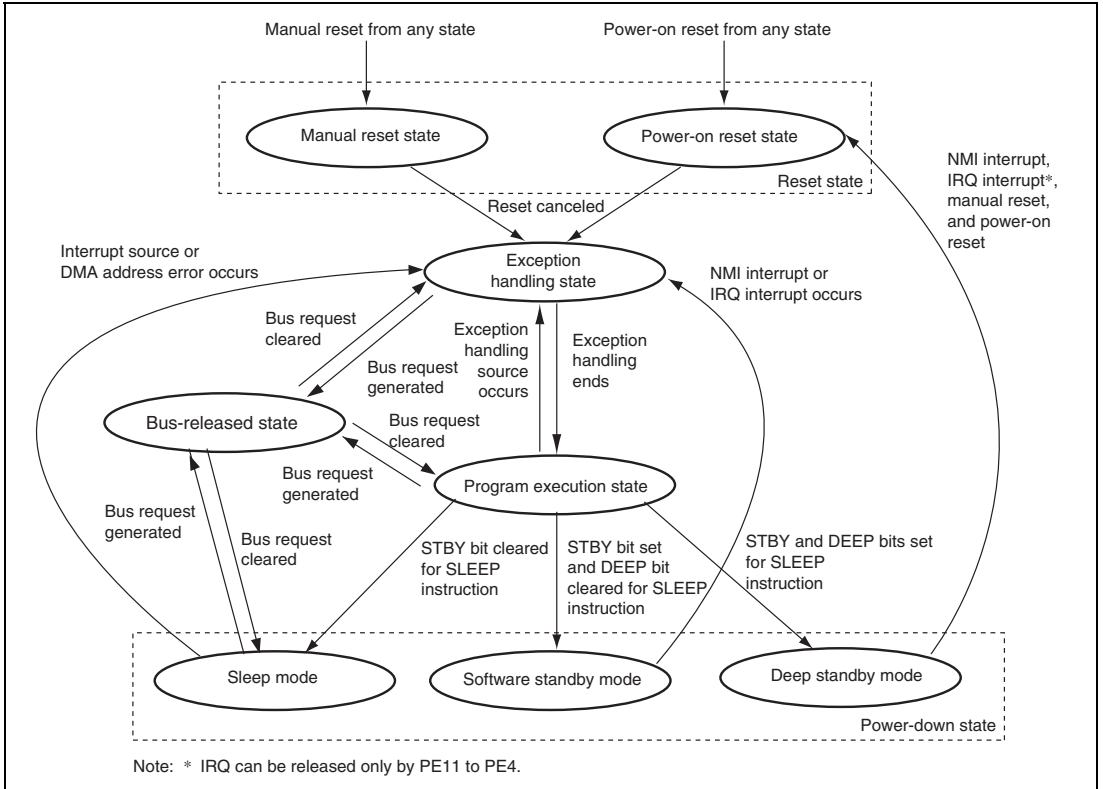 Manual reset from any state
Power-on reset from any state
Manual reset state
Power-on reset state
Reset state
NMI interrupt,
IRQ interrupt*,
manual reset,
and power-on
reset
Reset canceled
Interrupt source or
DMA address error occurs
Exception
handling state
NMI interrupt or
IRQ interrupt occurs
Bus request
cleared
Bus request
generated
Exception
handling
source
occurs
Exception
handling
ends
Bus-released state
Bus request
cleared
Bus request
generated
Program execution state
Bus request
generated
Bus request
cleared
STBY bit cleared
for SLEEP
instruction
STBY bit set
and DEEP bit
cleared for SLEEP
instruction
STBY and DEEP bits set
for SLEEP
instruction
Sleep mode
Software standby mode
Deep standby mode
Power-down state
Note: * IRQ can be released only by PE11 to PE4.